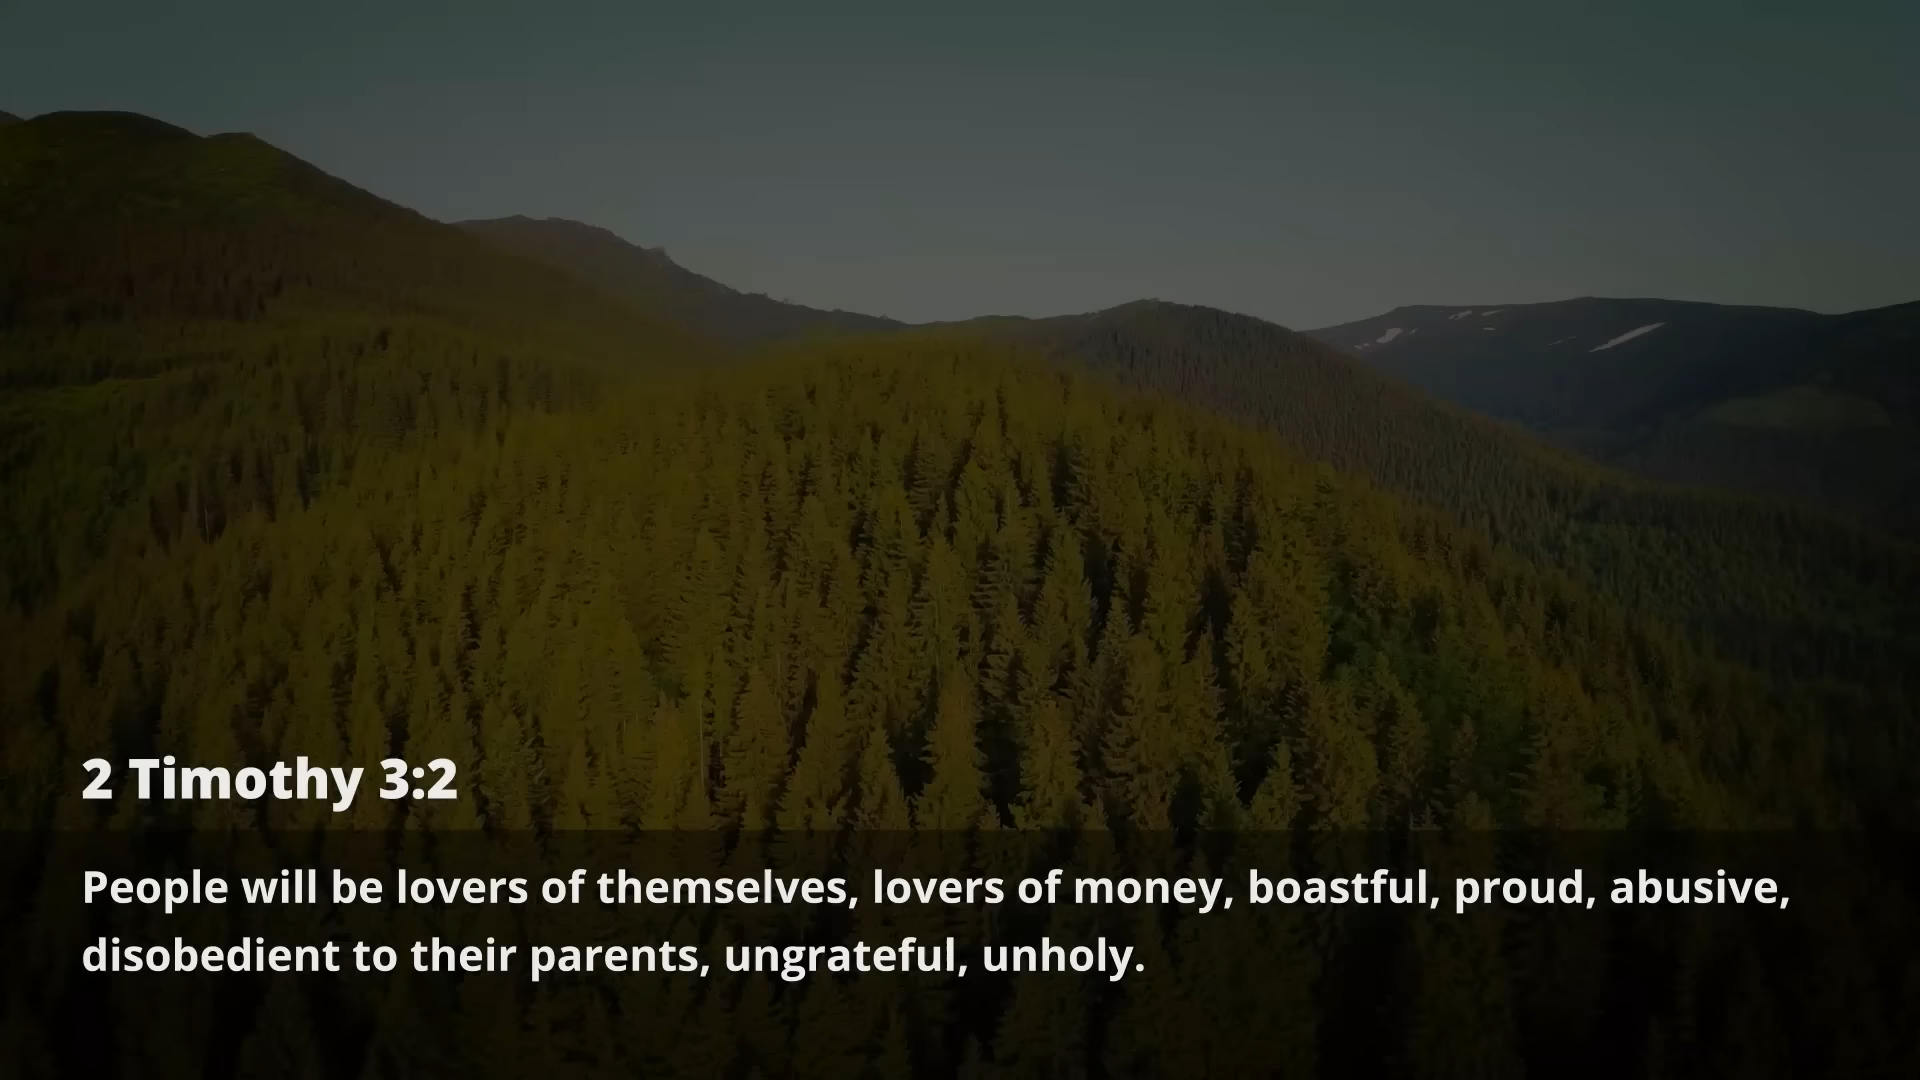 2 Timothy 3:2
People will be lovers of themselves, lovers of money, boastful, proud, abusive,
disobedient to their parents, ungrateful, unholy.